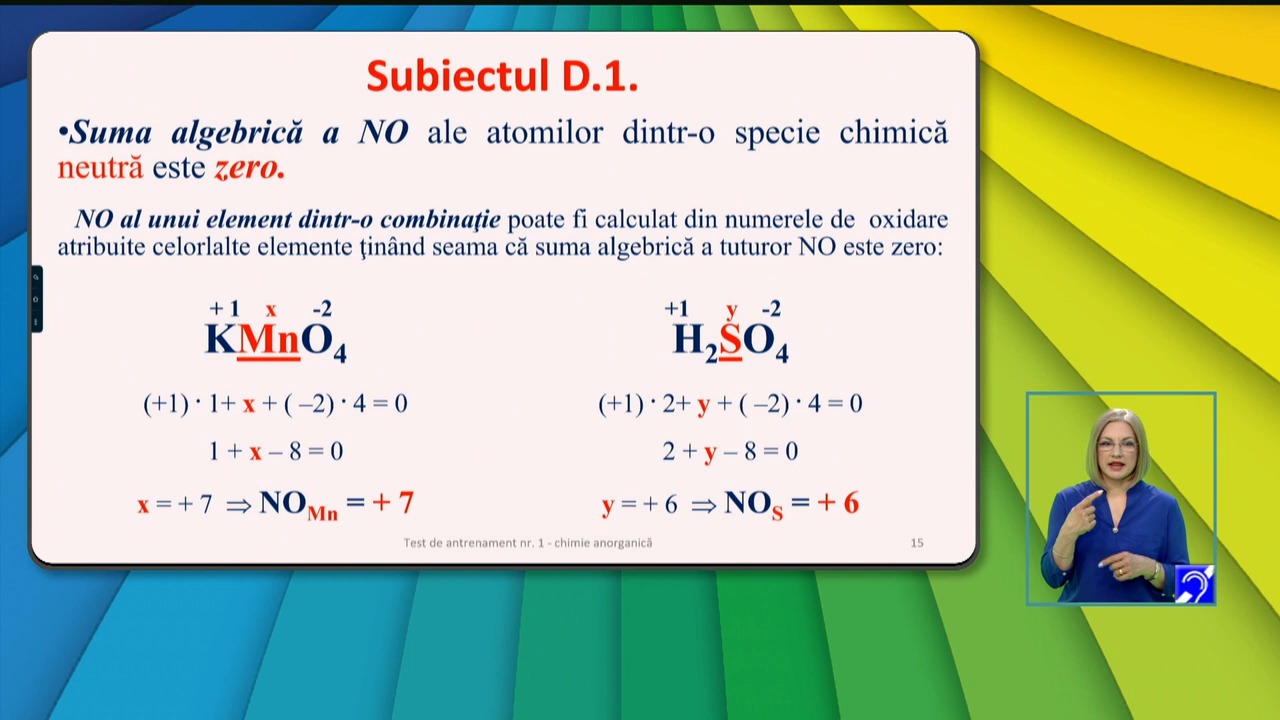 Subiectul D.1.
•Suma algebrică a NO ale atomilor dintr-o specie chimică
neutră este zero.
NO al unui element dintr-o combinaţie poate fi calculat din numerele de oxidare
atribuite celorlalte elemente ţinând seama că suma algebrică a tuturor NO este zero:
+ 1 x -2
KMnO₄
(+1) · 1+ x + ( –2) · 4 = 0
1 + x – 8 = 0
x = + 7 ⇒ NO_Mn = + 7
+1 y -2
H₂SO₄
(+1) · 2+ y + ( –2) · 4 = 0
2 + y – 8 = 0
y = + 6 ⇒ NO_S = + 6
Test de antrenament nr. 1 - chimie anorganică
15